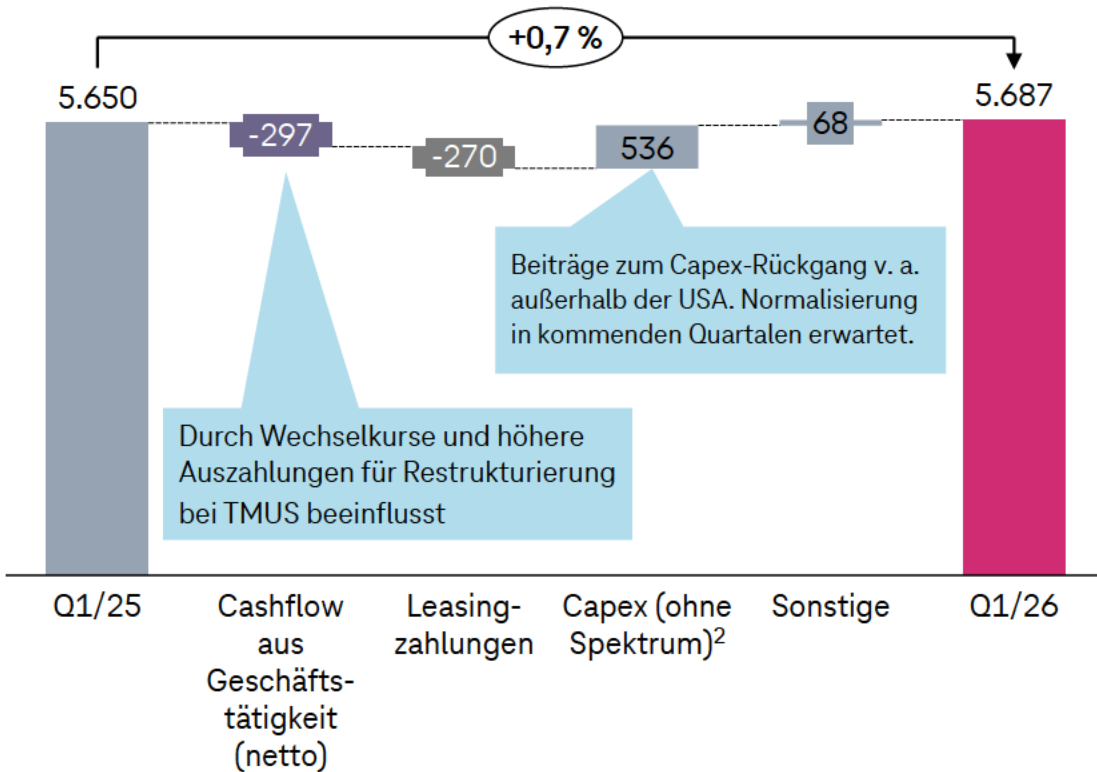 +0,7 %
5.650
-297
-270
536
68
5.687
Beiträge zum Capex-Rückgang v. a.
außerhalb der USA. Normalisierung
in kommenden Quartalen erwartet.
Durch Wechselkurse und höhere
Auszahlungen für Restrukturierung
bei TMUS beeinflusst
Q1/25
Cashflow
aus
Geschäfts-
tätigkeit
(netto)
Leasing-
zahlungen
Capex (ohne
Spektrum)²
Sonstige
Q1/26